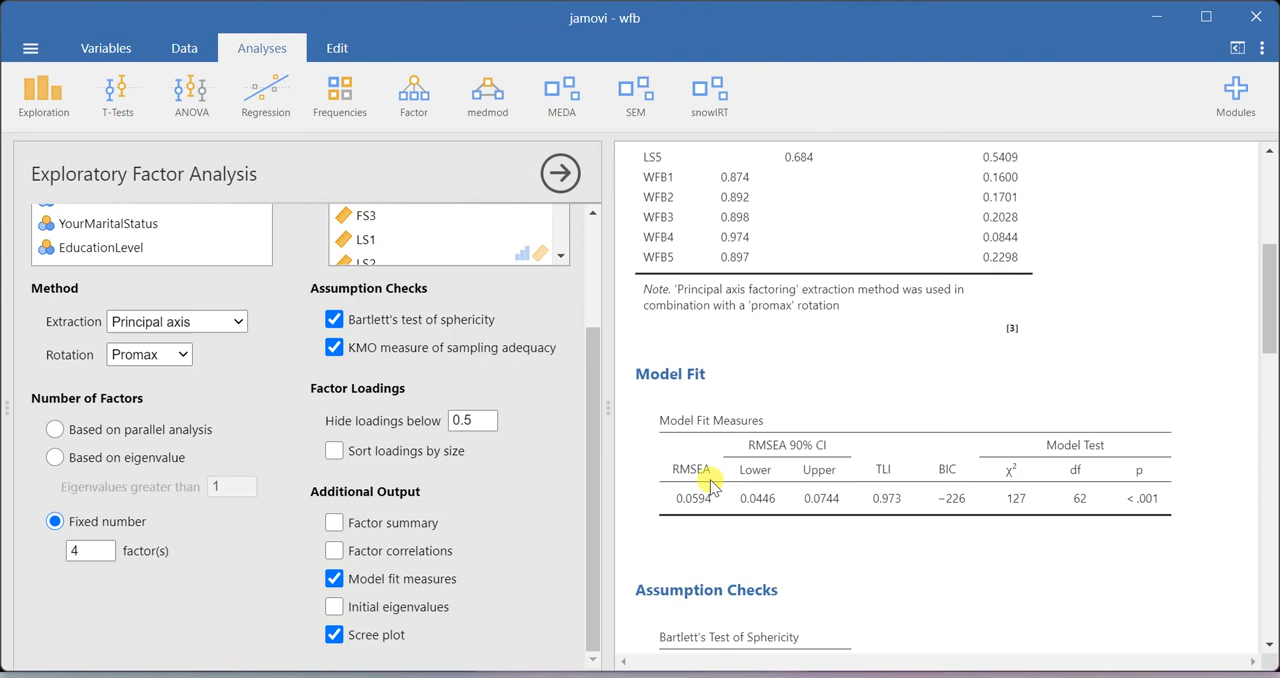 jamovi - wfb
Variables Data Analyses Edit
Exploration T-Tests ANOVA Regression Frequencies Factor medmod MEDA SEM snowIRT Modules
Exploratory Factor Analysis
YourMaritalStatus
EducationLevel
FS3
LS1
LS2
Method
Extraction Principal axis
Rotation Promax
Number of Factors
Based on parallel analysis
Based on eigenvalue
Eigenvalues greater than 1
Fixed number
4 factor(s)
Assumption Checks
Bartlett's test of sphericity
KMO measure of sampling adequacy
Factor Loadings
Hide loadings below 0.5
Sort loadings by size
Additional Output
Factor summary
Factor correlations
Model fit measures
Initial eigenvalues
Scree plot
LS5 0.684 0.5409
WFB1 0.874 0.1600
WFB2 0.892 0.1701
WFB3 0.898 0.2028
WFB4 0.974 0.0844
WFB5 0.897 0.2298
Note. 'Principal axis factoring' extraction method was used in
combination with a 'promax' rotation
[3]
Model Fit
Model Fit Measures
RMSEA 90% CI Model Test
RMSEA Lower Upper TLI BIC χ² df p
0.0594 0.0446 0.0744 0.973 −226 127 62 < .001
Assumption Checks
Bartlett's Test of Sphericity